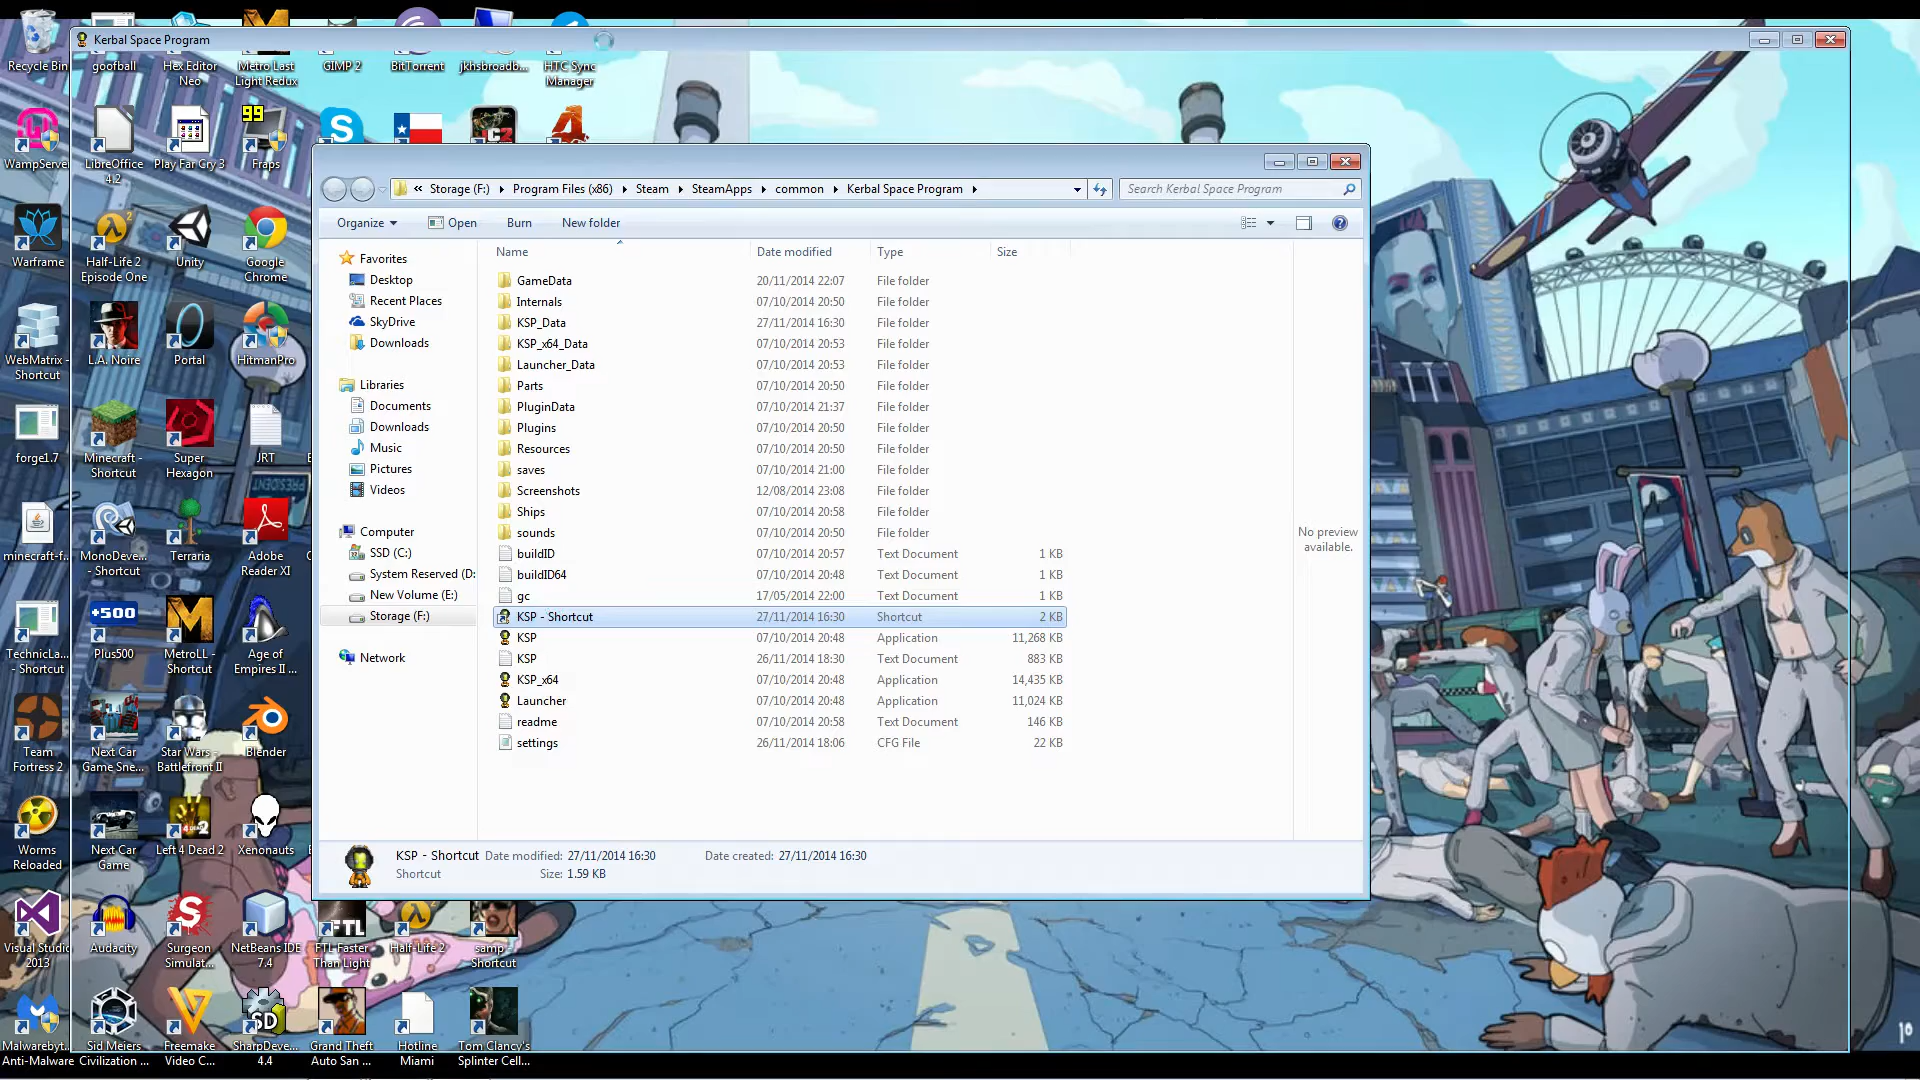 Kerbal Space Program
Recycle Bin
goofball
Hex Editor
Neo
Metro Last
Light Redux
GIMP 2
BitTorrent
jkhsbroadb...
HTC Sync
Manager
WampServe
LibreOffice
4.2
Play Far Cry 3
99
Fraps
« Storage (F:) Program Files (x86) Steam SteamApps common Kerbal Space Program
Search Kerbal Space Program
Organize Open Burn New folder
Name Date modified Type Size
GameData 20/11/2014 22:07 File folder
Internals 07/10/2014 20:50 File folder
KSP_Data 27/11/2014 16:30 File folder
KSP_x64_Data 07/10/2014 20:53 File folder
Launcher_Data 07/10/2014 20:53 File folder
Parts 07/10/2014 20:50 File folder
PluginData 07/10/2014 21:37 File folder
Plugins 07/10/2014 20:50 File folder
Resources 07/10/2014 20:50 File folder
saves 07/10/2014 21:00 File folder
Screenshots 12/08/2014 23:08 File folder
Ships 07/10/2014 20:58 File folder
sounds 07/10/2014 20:50 File folder
buildID 07/10/2014 20:57 Text Document 1 KB
buildID64 07/10/2014 20:48 Text Document 1 KB
gc 17/05/2014 22:00 Text Document 1 KB
KSP - Shortcut 27/11/2014 16:30 Shortcut 2 KB
KSP 07/10/2014 20:48 Application 11,268 KB
KSP 26/11/2014 18:30 Text Document 883 KB
KSP_x64 07/10/2014 20:48 Application 14,435 KB
Launcher 07/10/2014 20:48 Application 11,024 KB
readme 07/10/2014 20:58 Text Document 146 KB
settings 26/11/2014 18:06 CFG File 22 KB
Favorites
Desktop
Recent Places
SkyDrive
Downloads
Libraries
Documents
Downloads
Music
Pictures
Videos
Computer
SSD (C:)
System Reserved (D:
New Volume (E:)
Storage (F:)
Network
No preview
available.
KSP - Shortcut Date modified: 27/11/2014 16:30 Date created: 27/11/2014 16:30
Shortcut Size: 1.59 KB
Warframe
Half-Life 2
Episode One
Unity
Google
Chrome
WebMatrix -
Shortcut
L.A. Noire
Portal
HitmanPro
forge1.7
Minecraft -
Shortcut
Super
Hexagon
JRT
PRESIDENT
minecraft-f...
MonoDeve...
- Shortcut
Terraria
Adobe
Reader XI
TechnicLa...
- Shortcut
+500
Plus500
MetroLL -
Shortcut
Age of
Empires II ...
Team
Fortress 2
Next Car
Game Sne...
Star Wars -
Battlefront II
Blender
Worms
Reloaded
Next Car
Game
Left 4 Dead 2
Xenonauts
Visual Studio
2013
Audacity
Surgeon
Simulat...
NetBeans IDE
7.4
FTL
FTL Faster
Than Light
Half-Life 2
samp -
Shortcut
Malwarebyt...
Anti-Malware
Sid Meiers
Civilization ...
Freemake
Video C...
SD
SharpDeve...
4.4
Grand Theft
Auto San ...
Hotline
Miami
Tom Clancy's
Splinter Cell...